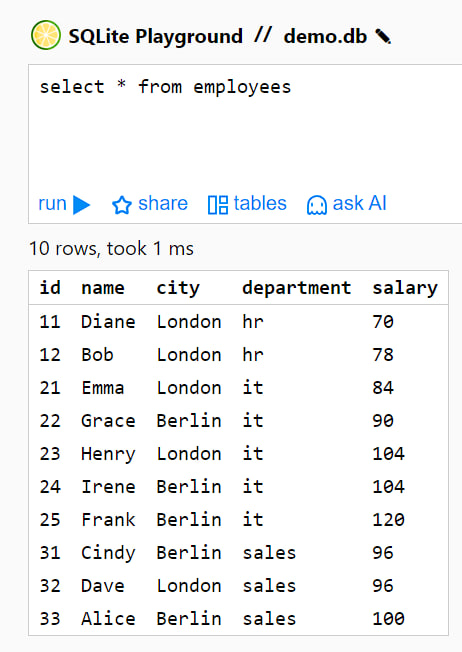 SQLite Playground // demo.db
select * from employees
run share tables ask AI
10 rows, took 1 ms
id name city department salary
11 Diane London hr 70
12 Bob London hr 78
21 Emma London it 84
22 Grace Berlin it 90
23 Henry London it 104
24 Irene Berlin it 104
25 Frank Berlin it 120
31 Cindy Berlin sales 96
32 Dave London sales 96
33 Alice Berlin sales 100